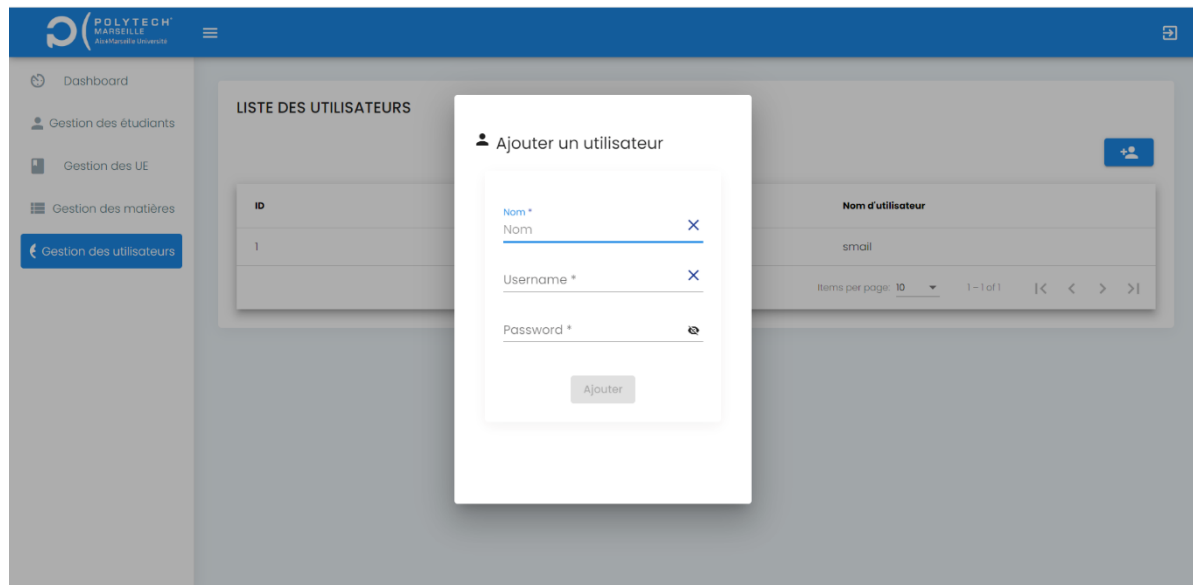 POLYTECH
MARSEILLE
Aix*Marseille Université
Dashboard
Gestion des étudiants
Gestion des UE
Gestion des matières
Gestion des utilisateurs
LISTE DES UTILISATEURS
ID
Nom d'utilisateur
1
smail
Items per page: 10
1 – 1 of 1
Ajouter un utilisateur
Nom *
Nom
Username *
Password *
Ajouter